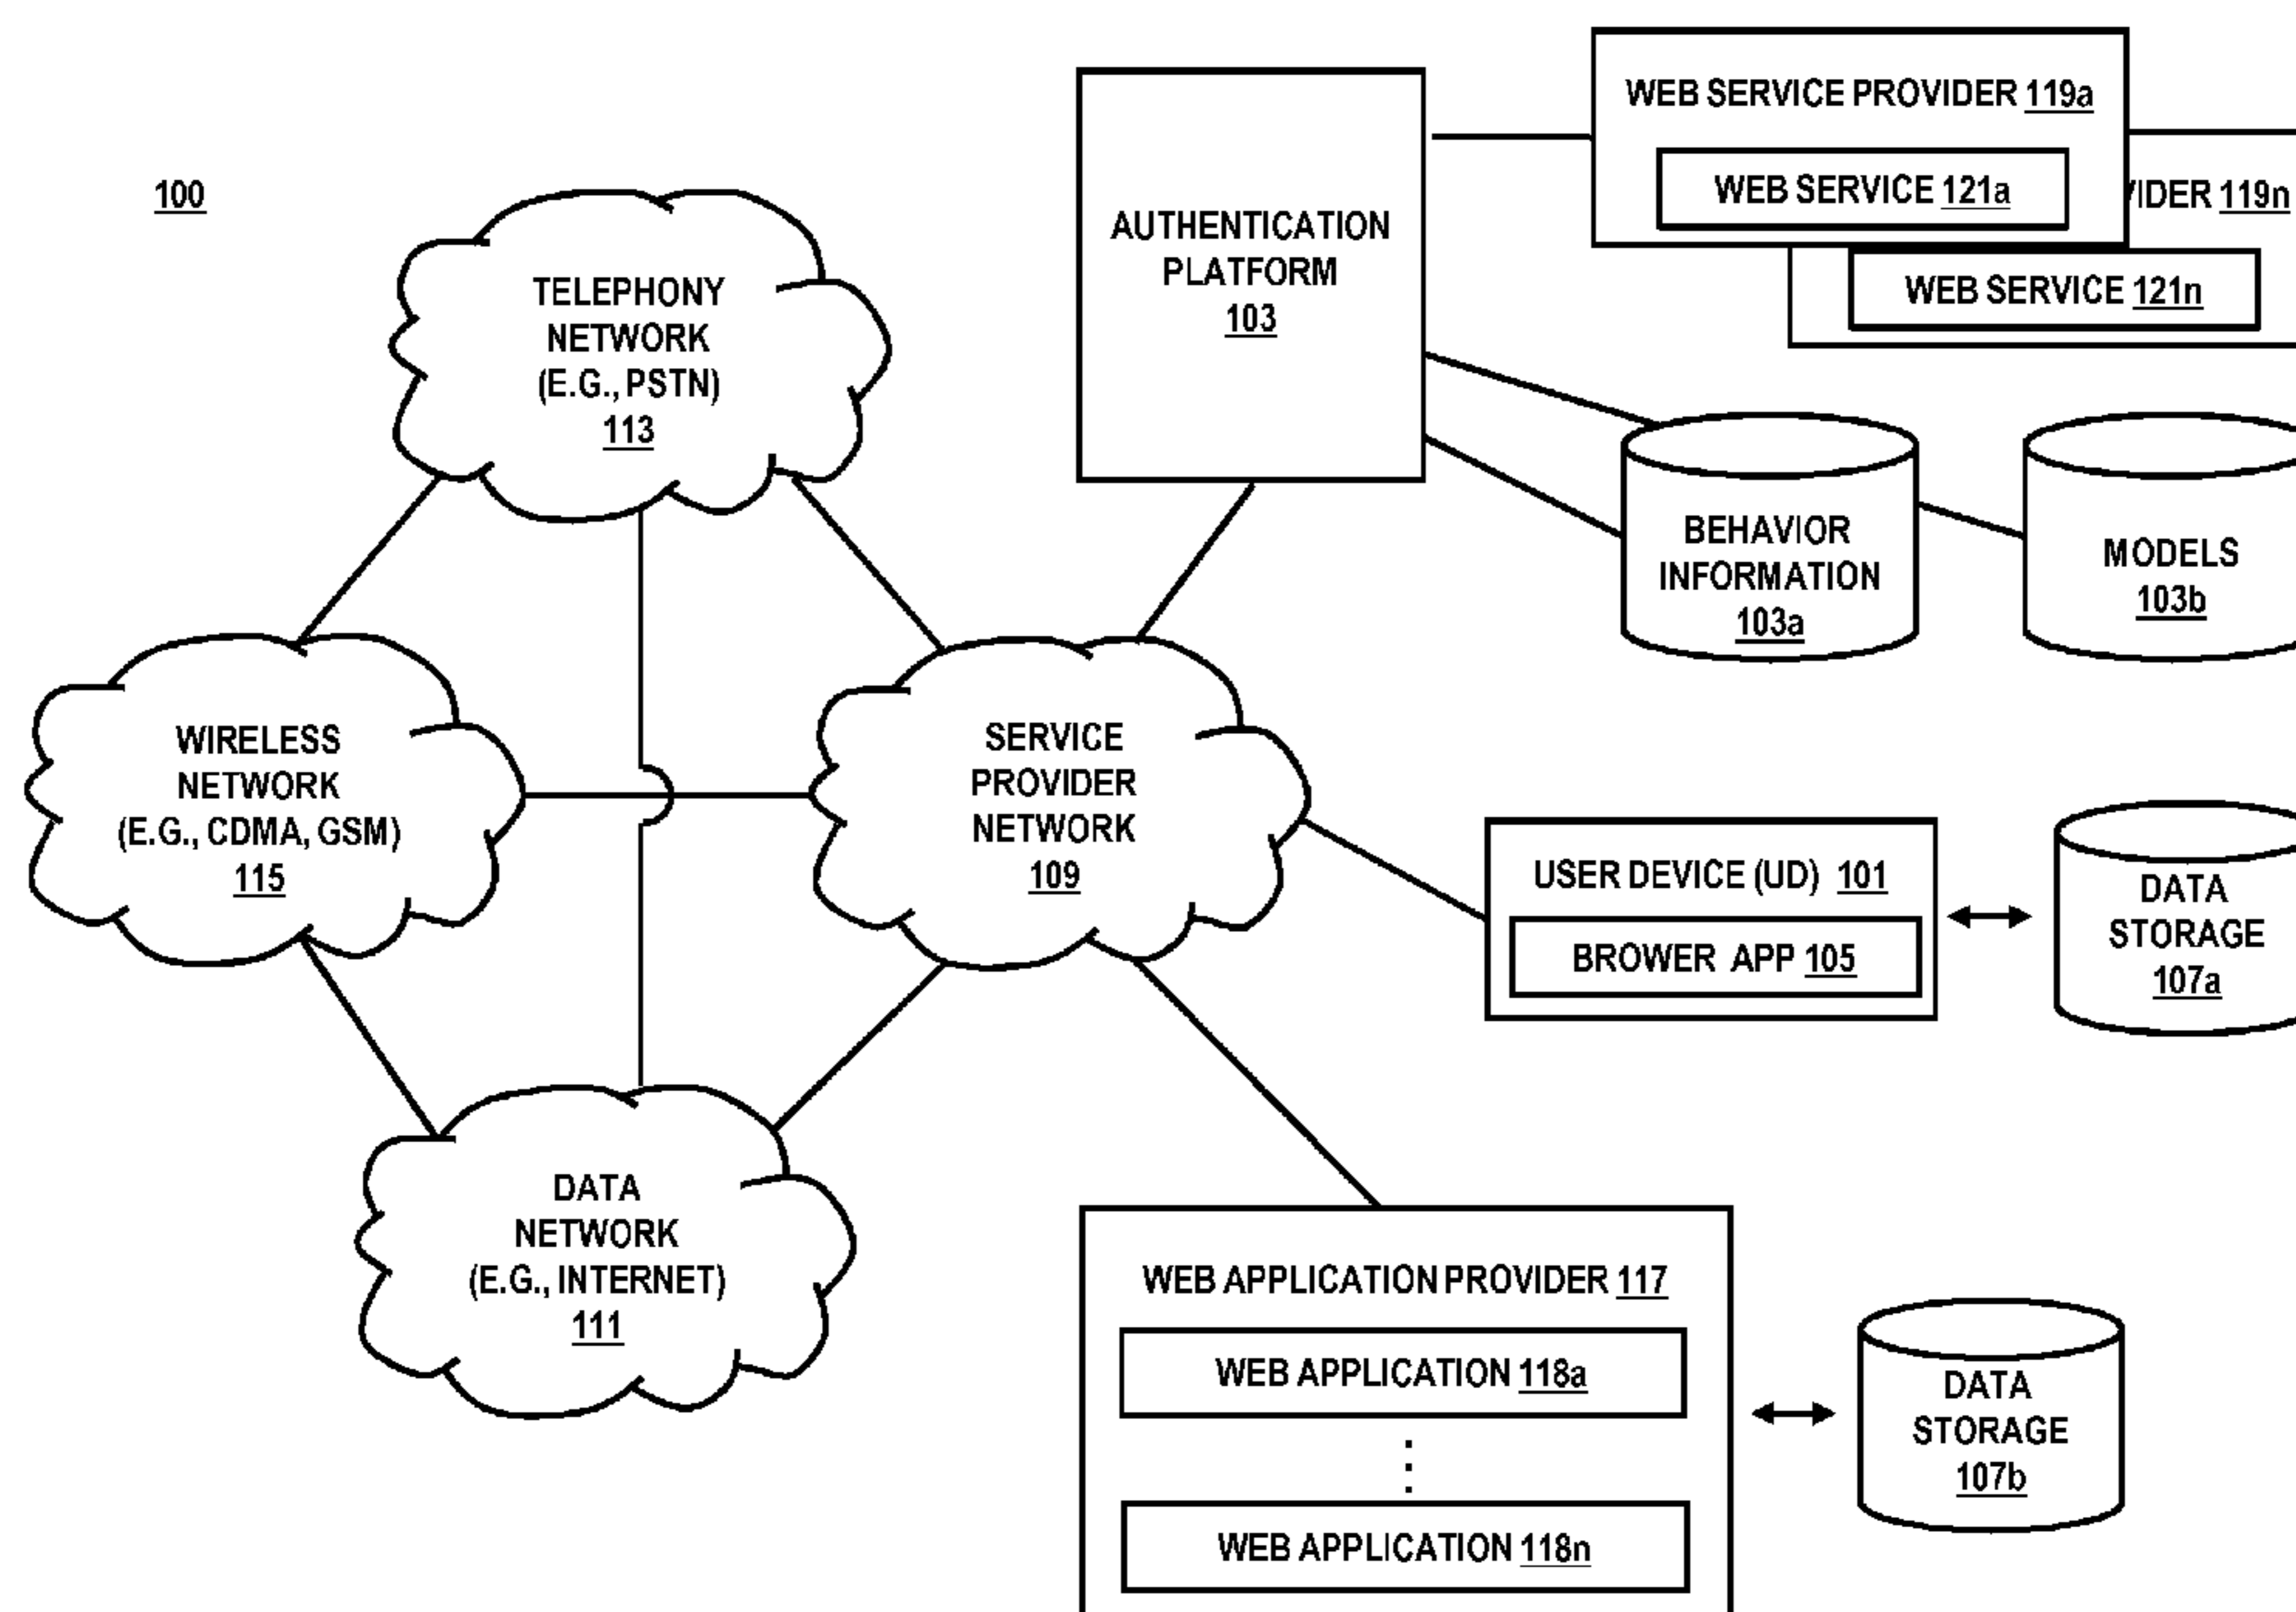 100
TELEPHONY
NETWORK
(E.G., PSTN)
113
AUTHENTICATION
PLATFORM
103
WEB SERVICE PROVIDER 119a
WEB SERVICE 121a
119n
WEB SERVICE 121n
BEHAVIOR
INFORMATION
103a
MODELS
103b
WIRELESS
NETWORK
(E.G., CDMA, GSM)
115
SERVICE
PROVIDER
NETWORK
109
USER DEVICE (UD) 101
BROWER APP 105
DATA
STORAGE
107a
DATA
NETWORK
(E.G., INTERNET)
111
WEB APPLICATION PROVIDER 117
WEB APPLICATION 118a
WEB APPLICATION 118n
DATA
STORAGE
107b